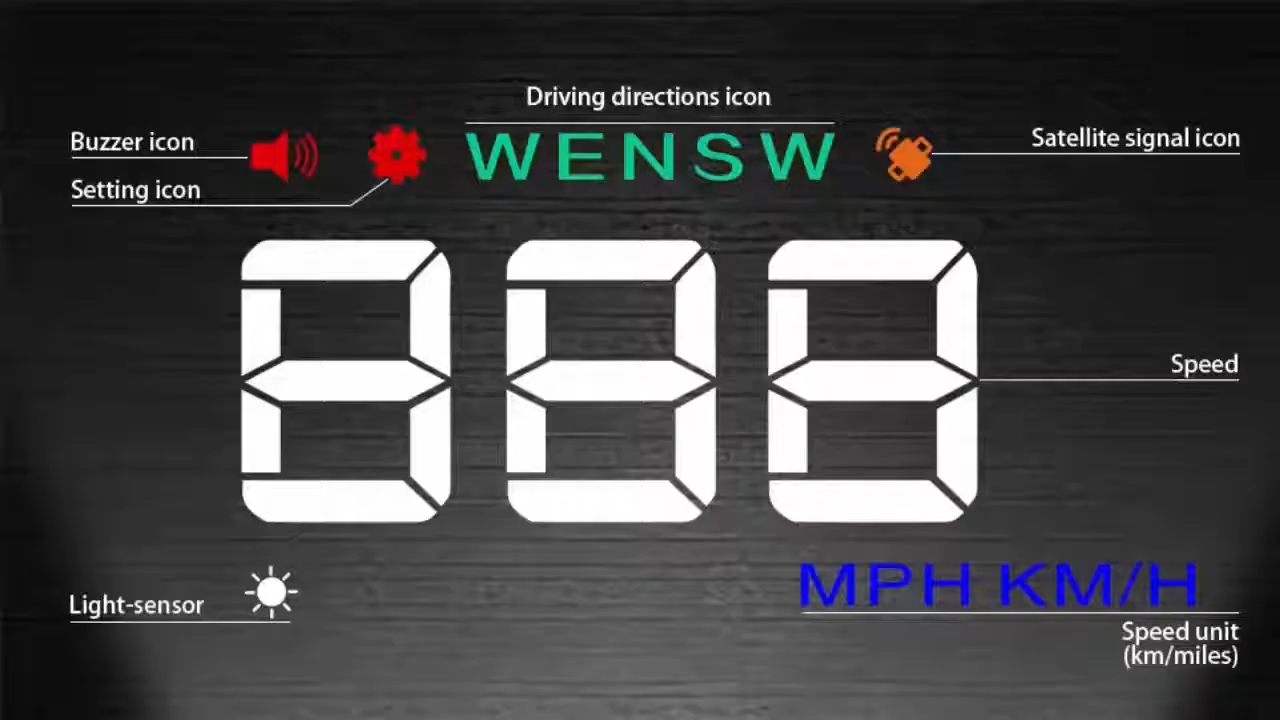 Driving directions icon
Buzzer icon
WENSW
Satellite signal icon
Setting icon
888
Speed
Light-sensor
MPH KM/H
Speed unit
(km/miles)